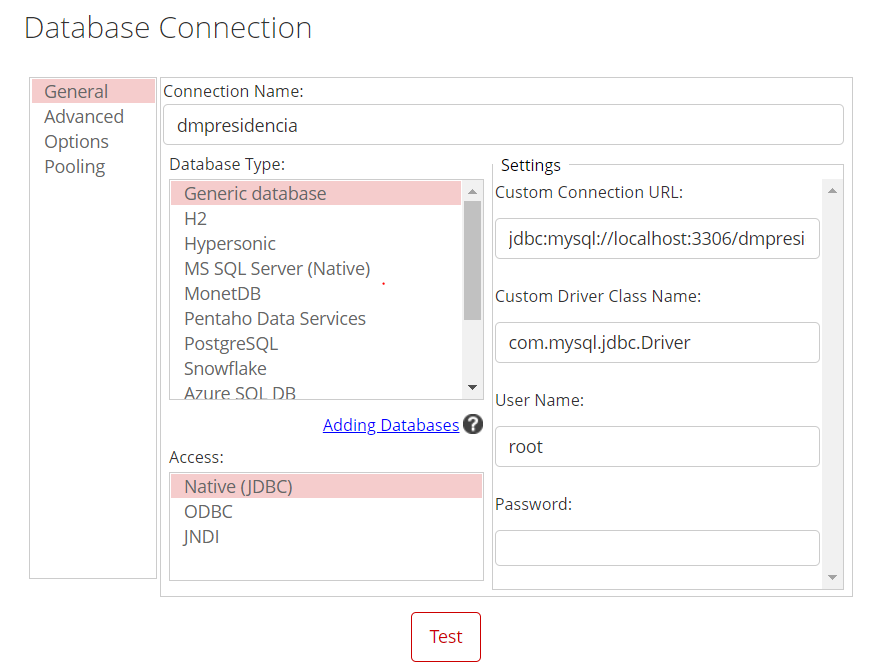 Database Connection
General
Advanced
Options
Pooling
Connection Name:
dmpresidencia
Database Type:
Generic database
H2
Hypersonic
MS SQL Server (Native)
MonetDB
Pentaho Data Services
PostgreSQL
Snowflake
Azure SQL DB
Adding Databases ?
Access:
Native (JDBC)
ODBC
JNDI
Settings
Custom Connection URL:
jdbc:mysql://localhost:3306/dmpresi
Custom Driver Class Name:
com.mysql.jdbc.Driver
User Name:
root
Password:
Test